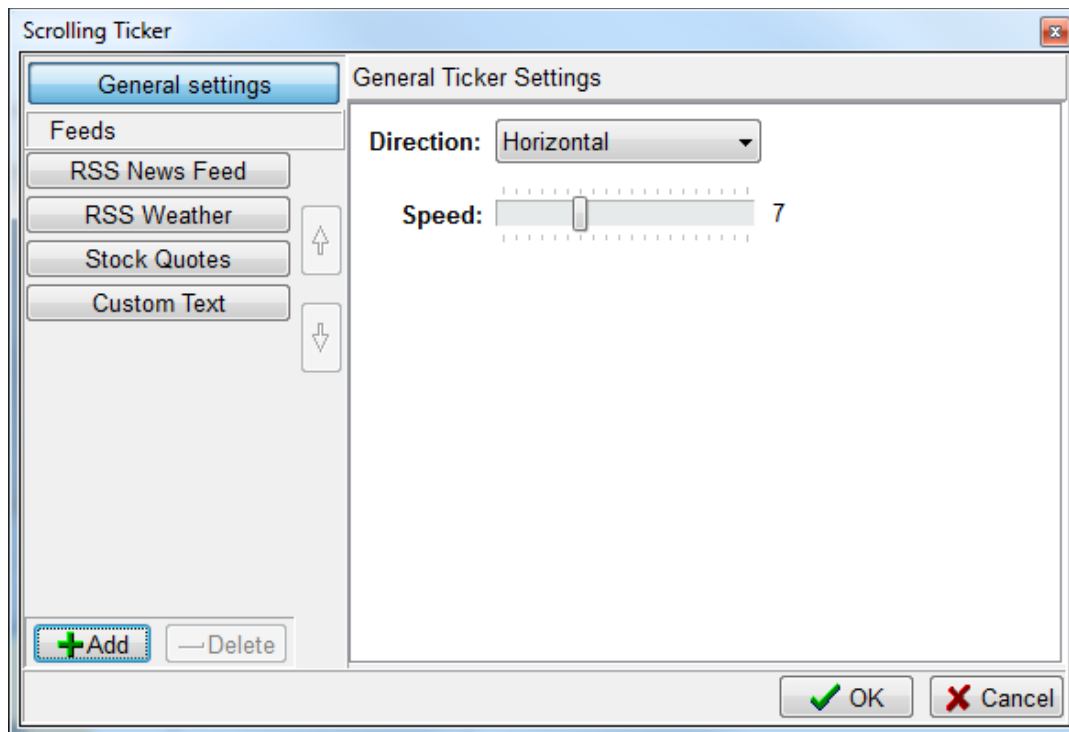 Scrolling Ticker
General settings
General Ticker Settings
Feeds
RSS News Feed
RSS Weather
Stock Quotes
Custom Text
Direction: Horizontal
Speed: 7
Add
Delete
OK
Cancel